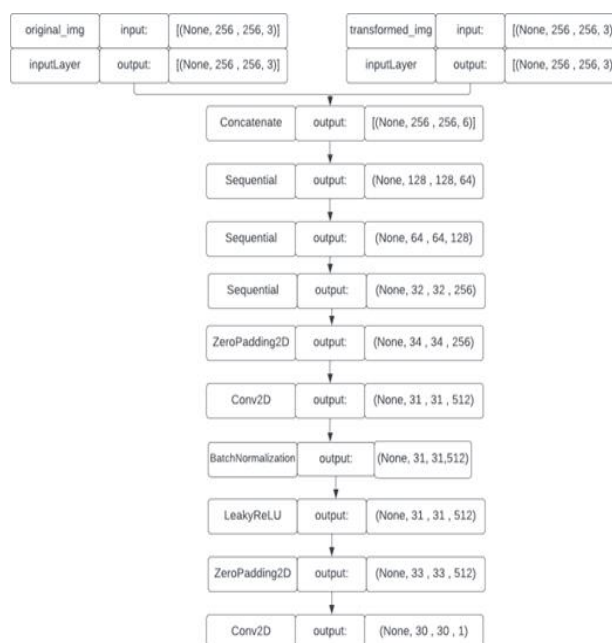 original_img input: [(None, 256 , 256, 3)]
transformed_img input: [(None, 256 , 256, 3)]
inputLayer output: [(None, 256 , 256, 3)]
inputLayer output: [(None, 256 , 256, 3)]
Concatenate output: [(None, 256 , 256, 6)]
Sequential output: (None, 128 , 128, 64)
Sequential output: (None, 64 , 64, 128)
Sequential output: (None, 32 , 32 , 256)
ZeroPadding2D output: (None, 34 , 34 , 256)
Conv2D output: (None, 31 , 31 , 512)
BatchNormalization output: (None, 31, 31,512)
LeakyReLU output: (None, 31 , 31 , 512)
ZeroPadding2D output: (None, 33 , 33 , 512)
Conv2D output: (None, 30 , 30 , 1)